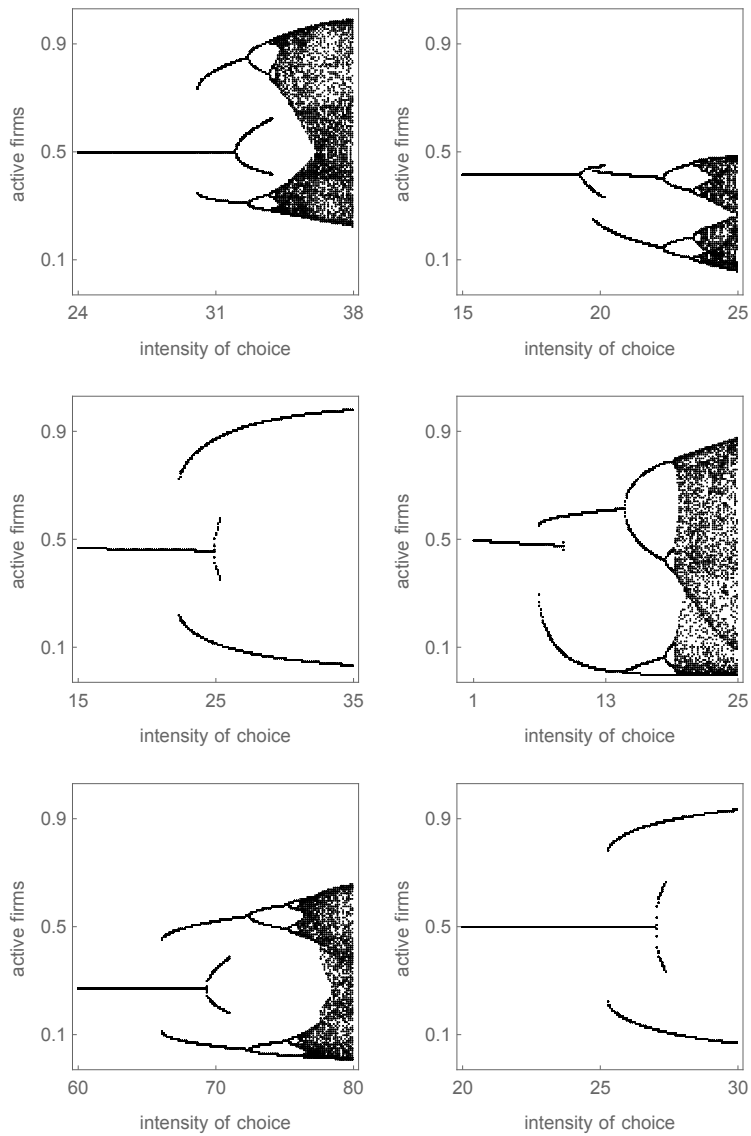 0.9
0.5
0.1
active firms
24 31 38
intensity of choice
0.9
0.5
0.1
active firms
15 20 25
intensity of choice
0.9
0.5
0.1
active firms
15 25 35
intensity of choice
0.9
0.5
0.1
active firms
1 13 25
intensity of choice
0.9
0.5
0.1
active firms
60 70 80
intensity of choice
0.9
0.5
0.1
active firms
20 25 30
intensity of choice